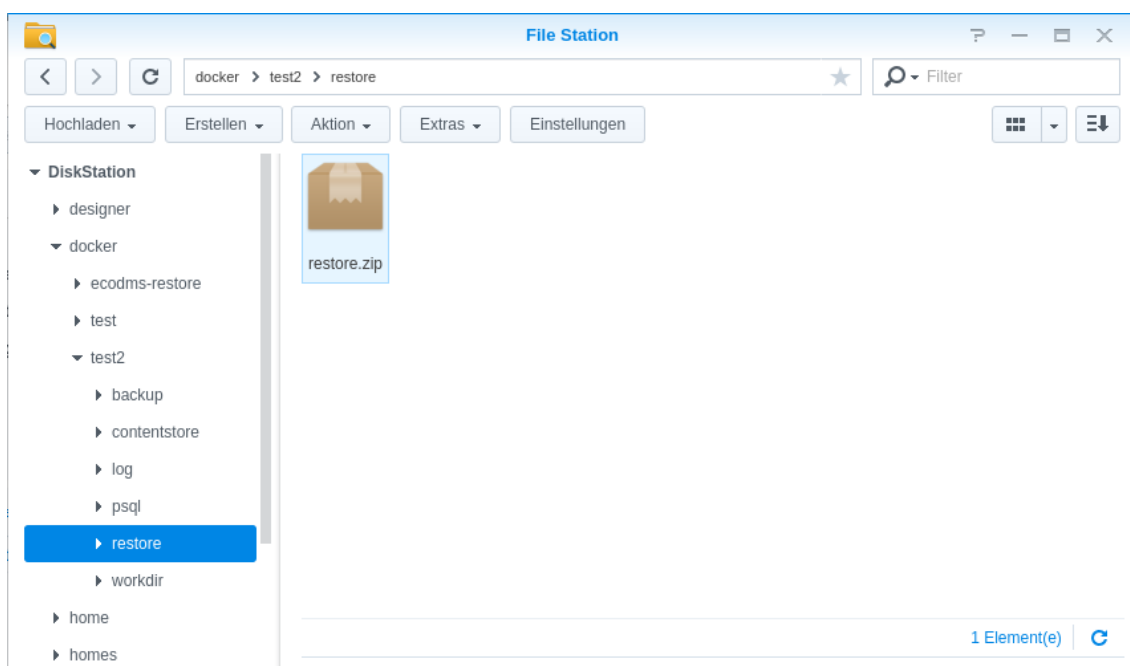 File Station
docker test2 restore
Filter
Hochladen Erstellen Aktion Extras Einstellungen
DiskStation
designer
docker
ecodms-restore
test
test2
backup
contentstore
log
psql
restore
workdir
home
homes
restore.zip
1 Element(e)